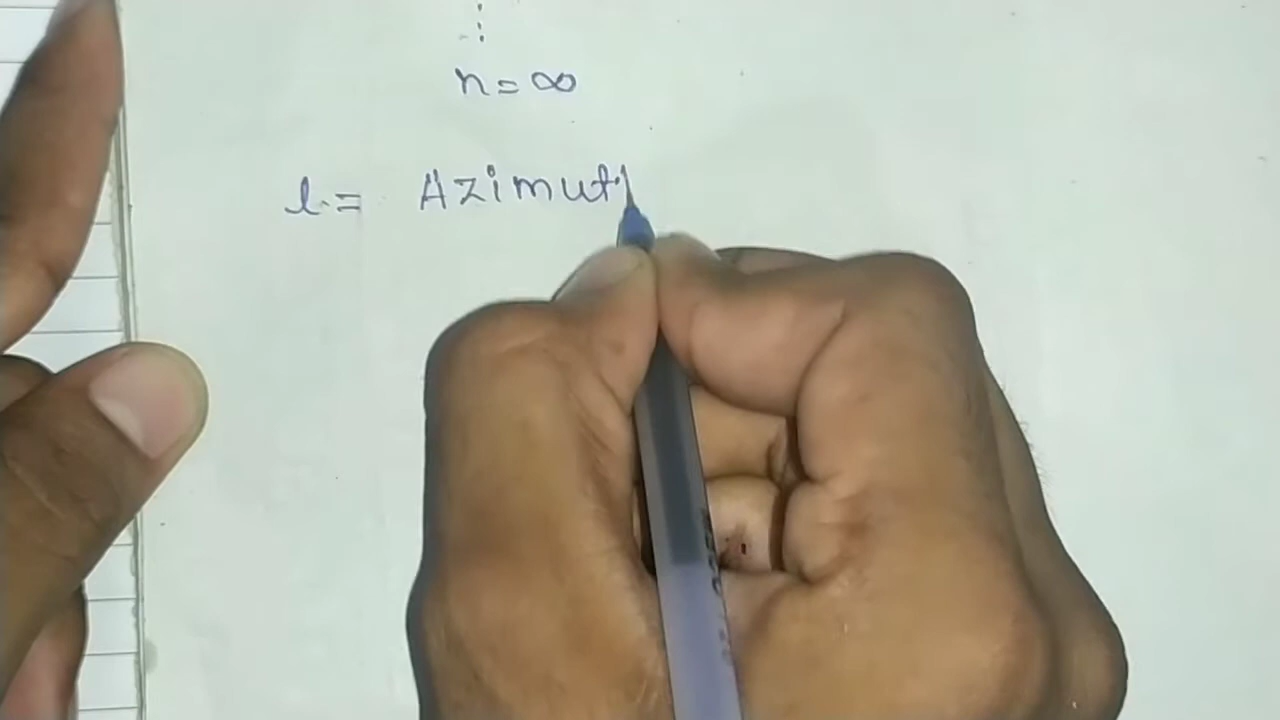 n = ∞
l = Azimut